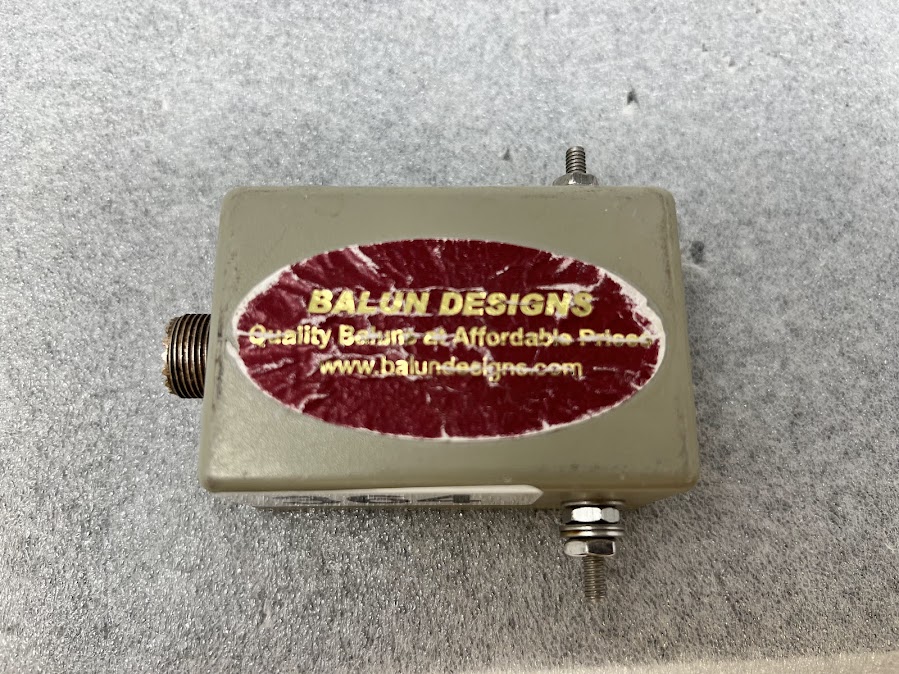 BALUN DESIGNS
Quality Baluns at Affordable Prices
www.balundesigns.com